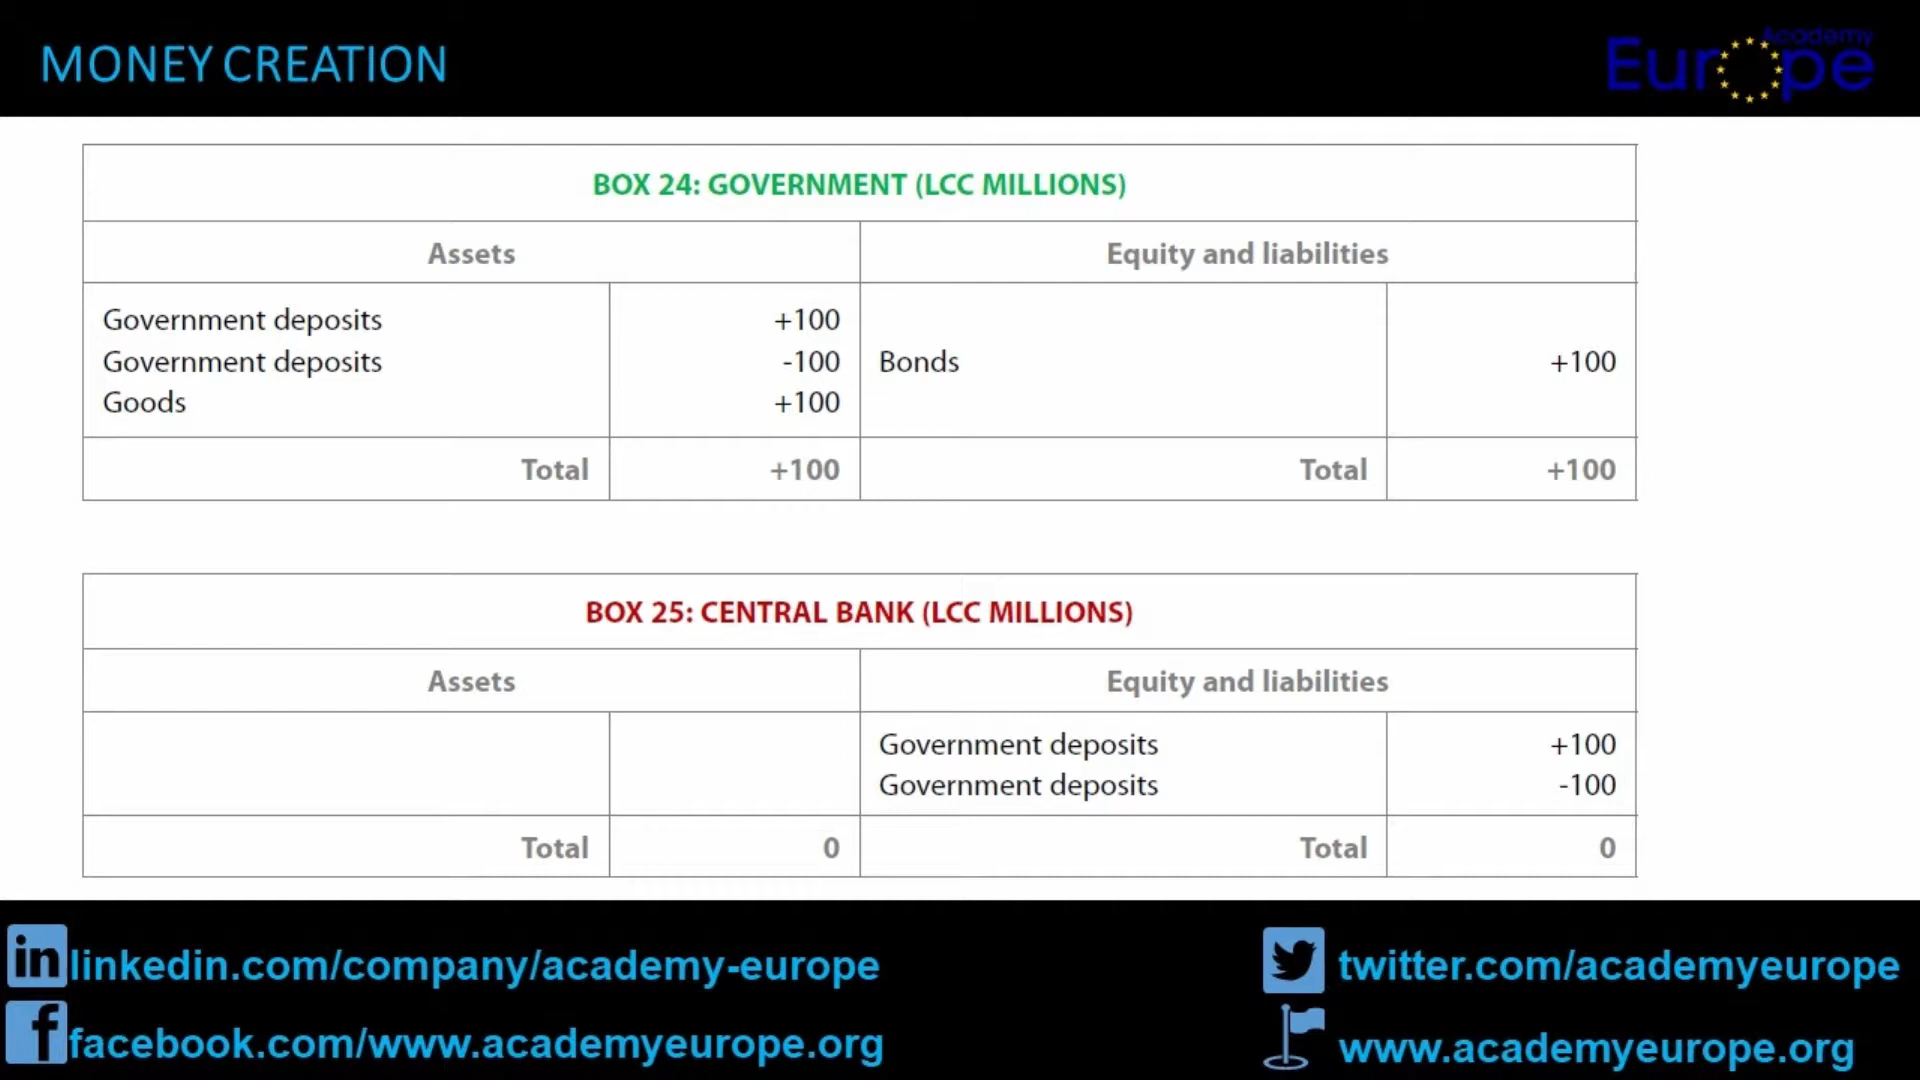 MONEY CREATION
Academy
Europe
BOX 24: GOVERNMENT (LCC MILLIONS)
Assets Equity and liabilities
Government deposits +100
Government deposits -100 Bonds +100
Goods +100
Total +100 Total +100
BOX 25: CENTRAL BANK (LCC MILLIONS)
Assets Equity and liabilities
Government deposits +100
Government deposits -100
Total 0 Total 0
in linkedin.com/company/academy-europe
twitter.com/academyeurope
f facebook.com/www.academyeurope.org
www.academyeurope.org